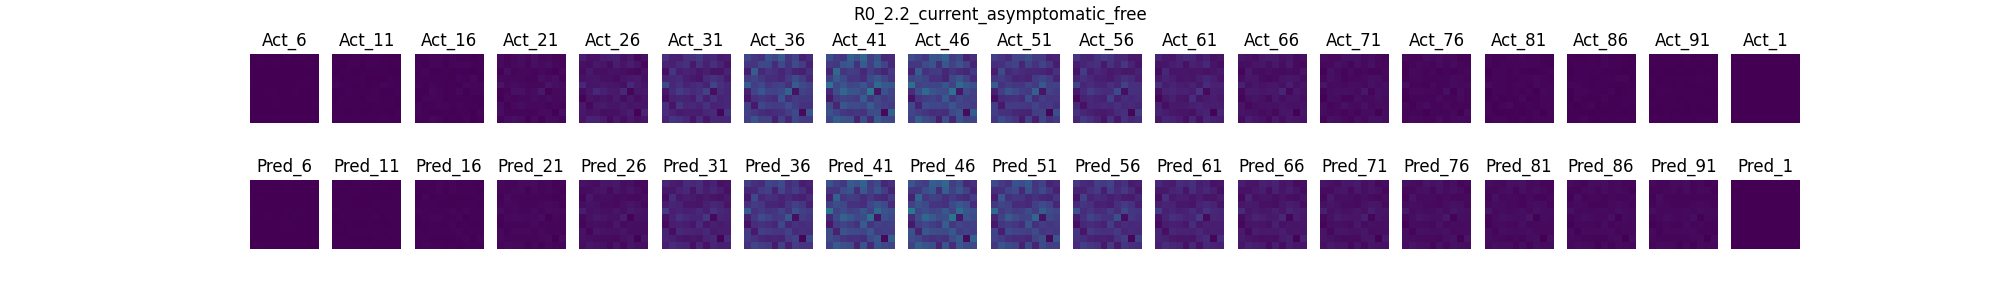 R0_2.2_current_asymptomatic_free
Act_6 Act_11 Act_16 Act_21 Act_26 Act_31 Act_36 Act_41 Act_46 Act_51 Act_56 Act_61 Act_66 Act_71 Act_76 Act_81 Act_86 Act_91 Act_1
Pred_6 Pred_11 Pred_16 Pred_21 Pred_26 Pred_31 Pred_36 Pred_41 Pred_46 Pred_51 Pred_56 Pred_61 Pred_66 Pred_71 Pred_76 Pred_81 Pred_86 Pred_91 Pred_1